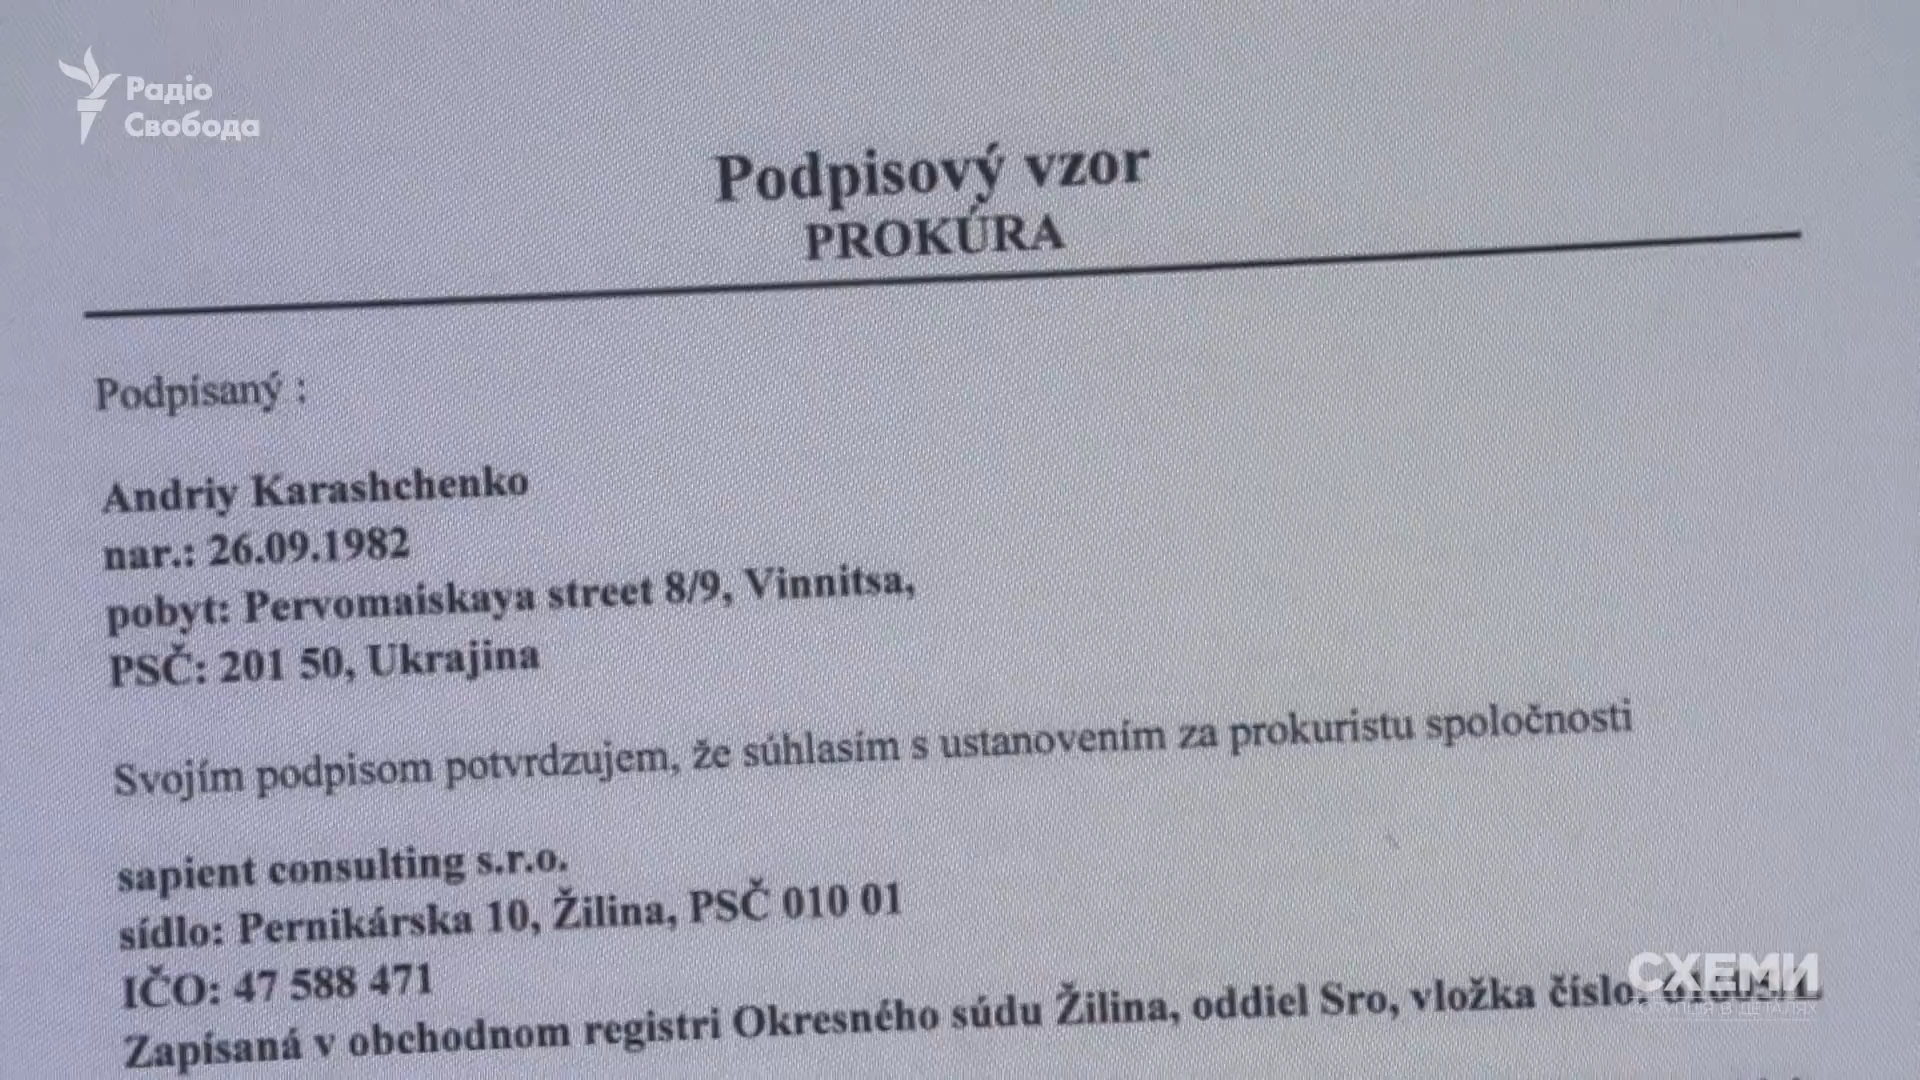 Радіо
Свобода
Podpisový vzor
PROKÚRA
Podpísaný :
Andriy Karashchenko
nar.: 26.09.1982
pobyt: Pervomaiskaya street 8/9, Vinnitsa,
PSČ: 201 50, Ukrajina
Svojím podpisom potvrdzujem, že súhlasím s ustanovením za prokuristu spoločnosti
sapient consulting s.r.o.
sídlo: Pernikárska 10, Žilina, PSČ 010 01
IČO: 47 588 471
Zapísaná v obchodnom registri Okresného súdu Žilina, oddiel Sro, vložka číslo:
СХЕМИ
КОРУПЦІЯ В ДЕТАЛЯХ